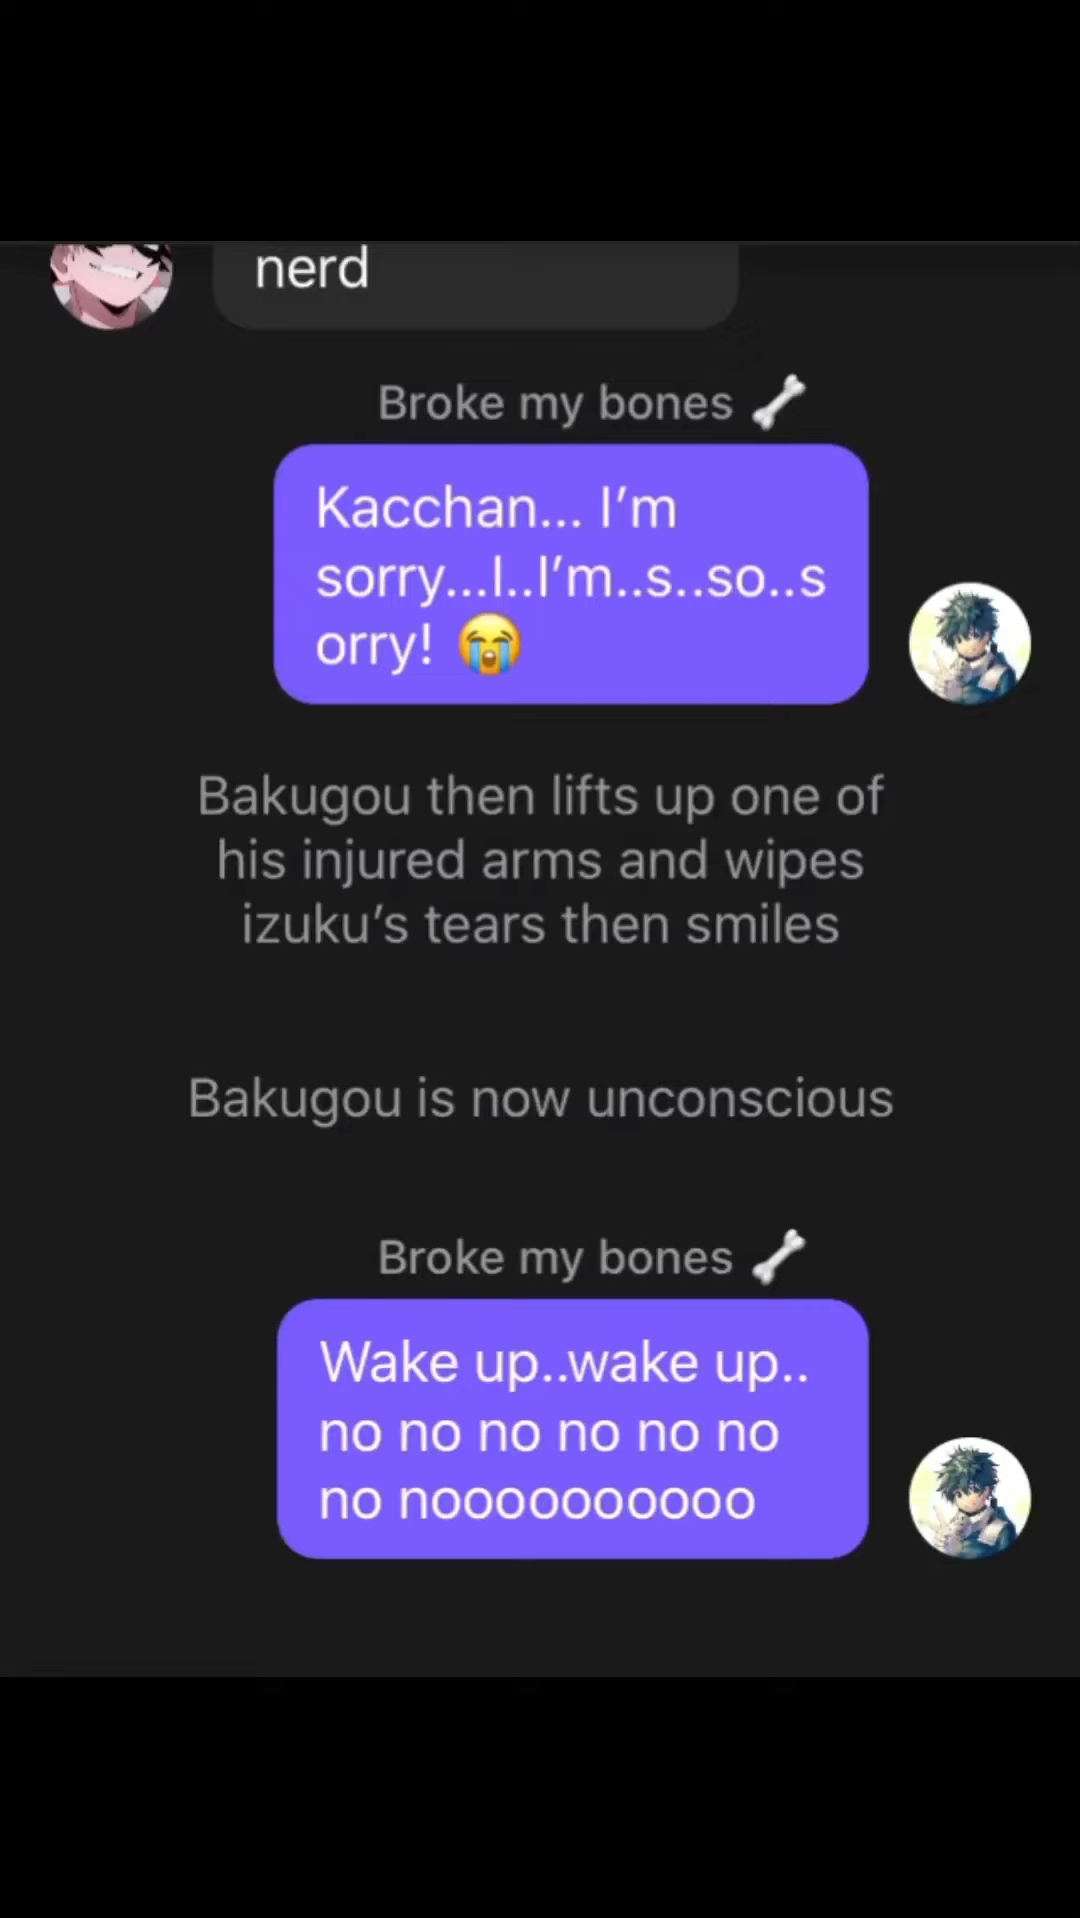 nerd
Broke my bones 🦴
Kacchan... I'm
sorry...I..I'm..s..so..s
orry! 😭
Bakugou then lifts up one of
his injured arms and wipes
izuku's tears then smiles
Bakugou is now unconscious
Broke my bones 🦴
Wake up..wake up..
no no no no no no
no noooooooooo